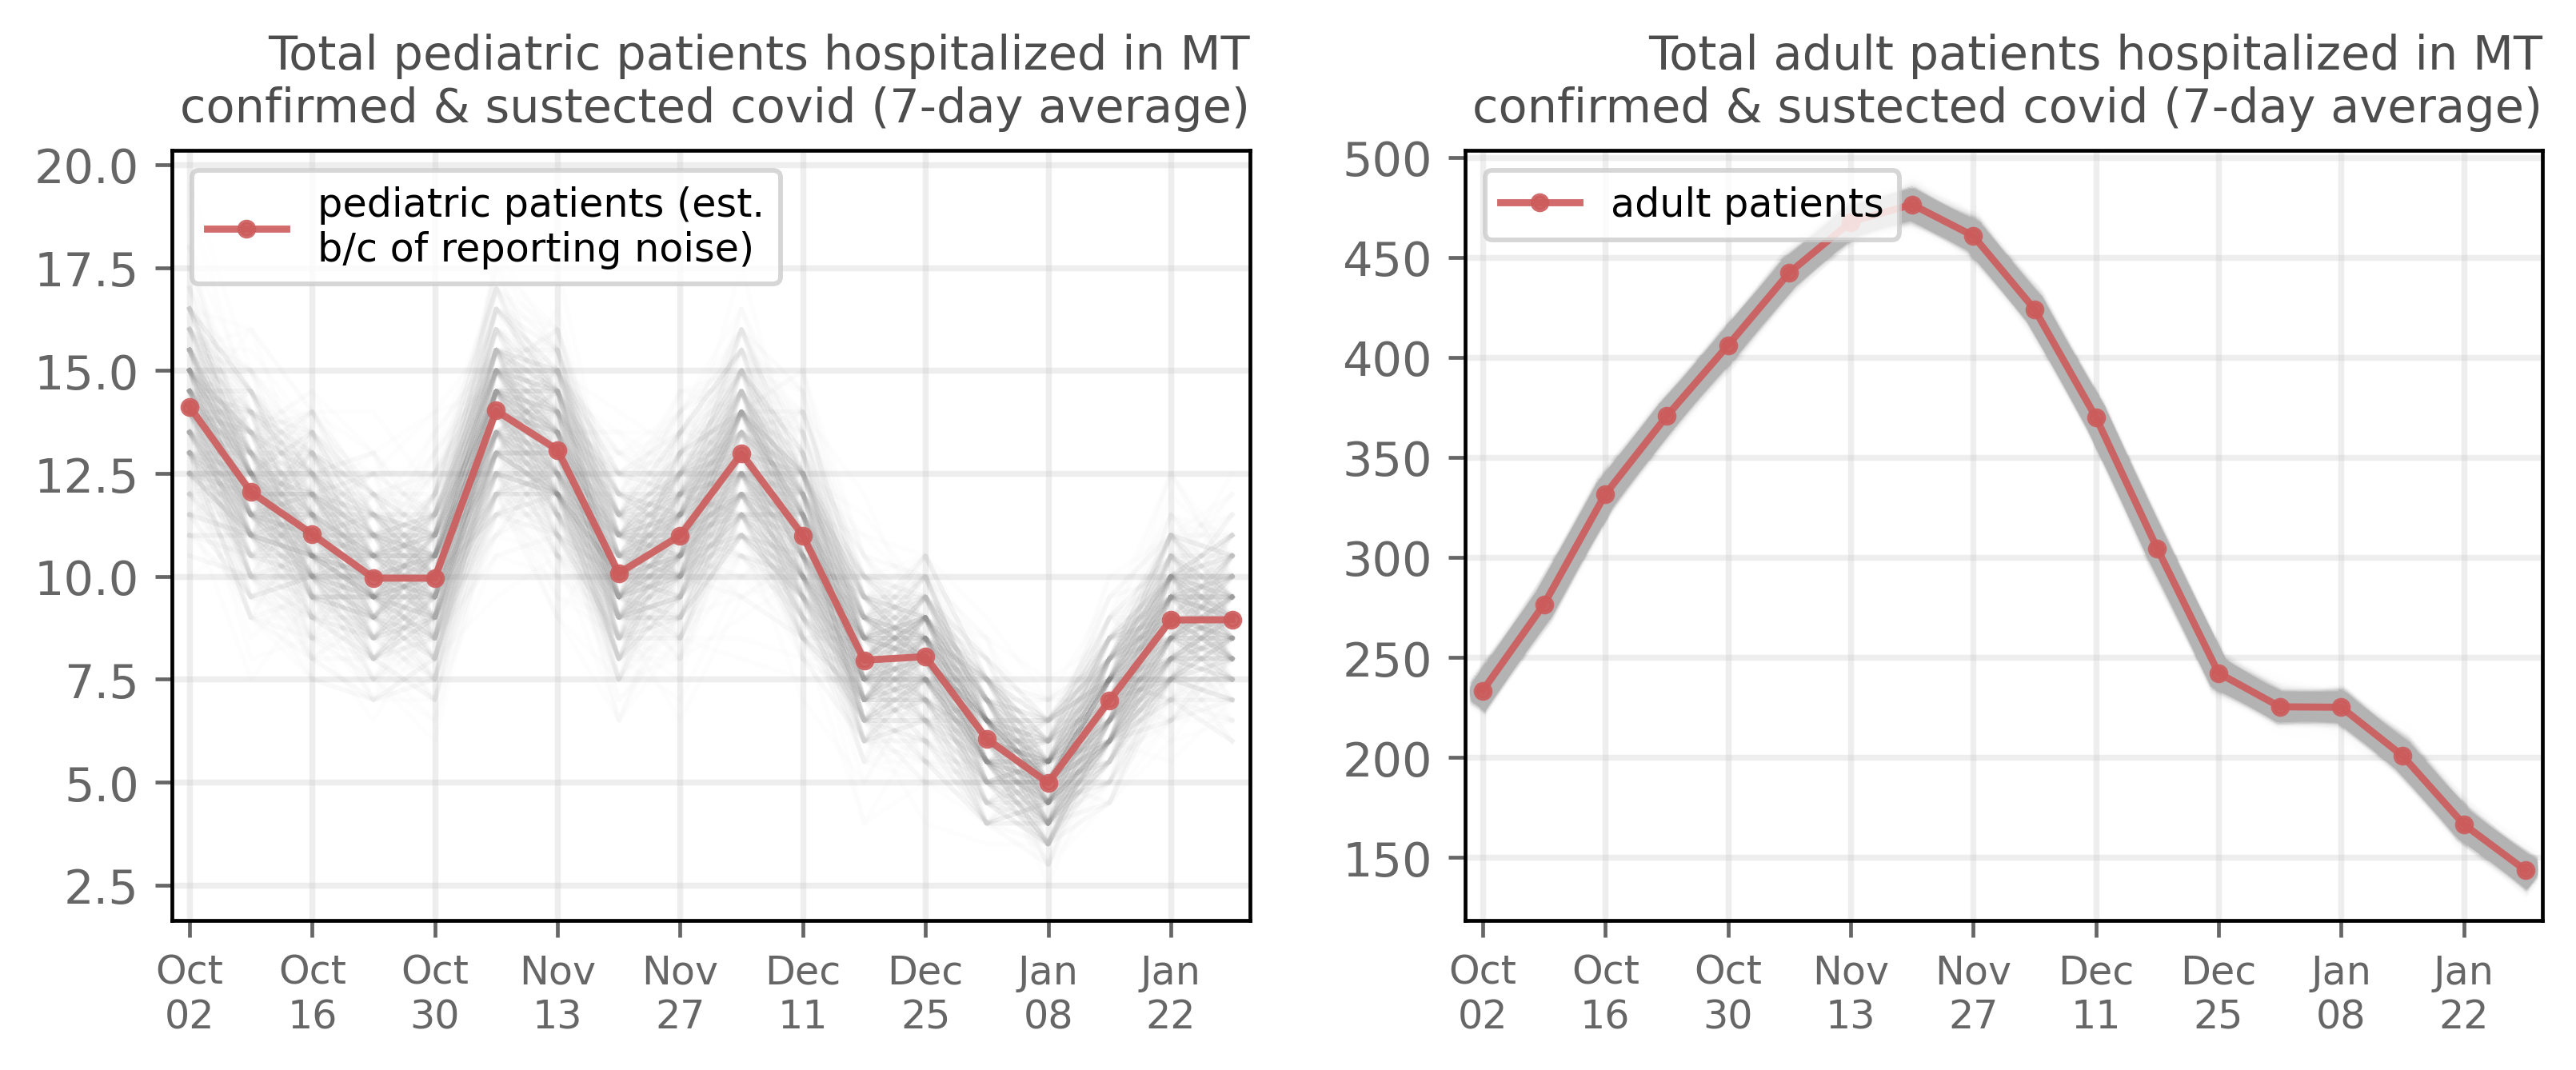 Total pediatric patients hospitalized in MT
confirmed & sustected covid (7-day average)
20.0
17.5
15.0
12.5
10.0
7.5
5.0
2.5
pediatric patients (est.
b/c of reporting noise)
Oct Oct Oct Nov Nov Dec Dec Jan Jan
02 16 30 13 27 11 25 08 22
Total adult patients hospitalized in MT
confirmed & sustected covid (7-day average)
500
450
400
350
300
250
200
150
adult patients
Oct Oct Oct Nov Nov Dec Dec Jan Jan
02 16 30 13 27 11 25 08 22